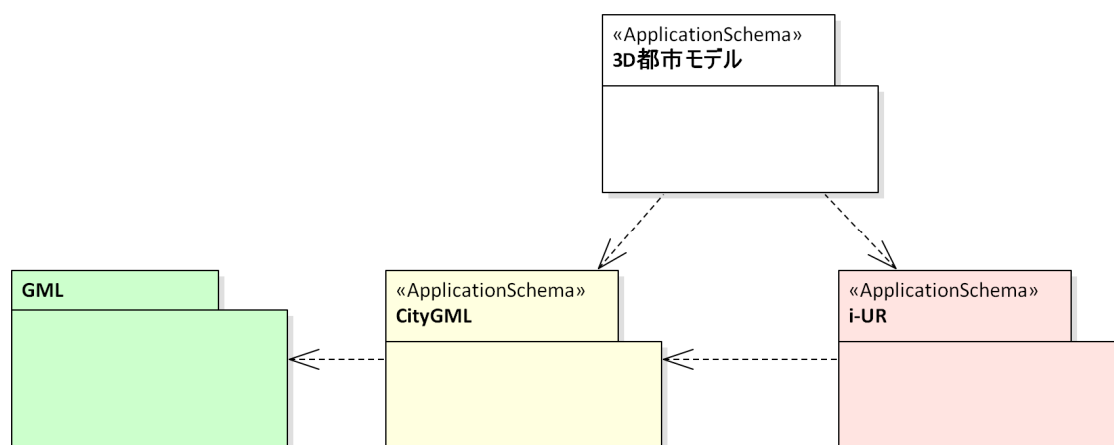 «ApplicationSchema»
3D都市モデル
GML
«ApplicationSchema»
CityGML
«ApplicationSchema»
i-UR